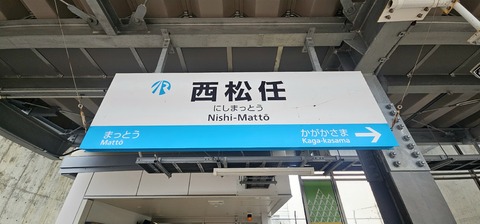 西松任
にしまっとう
Nishi-Mattō
まっとう
Mattō
かがかさま
Kaga-kasama